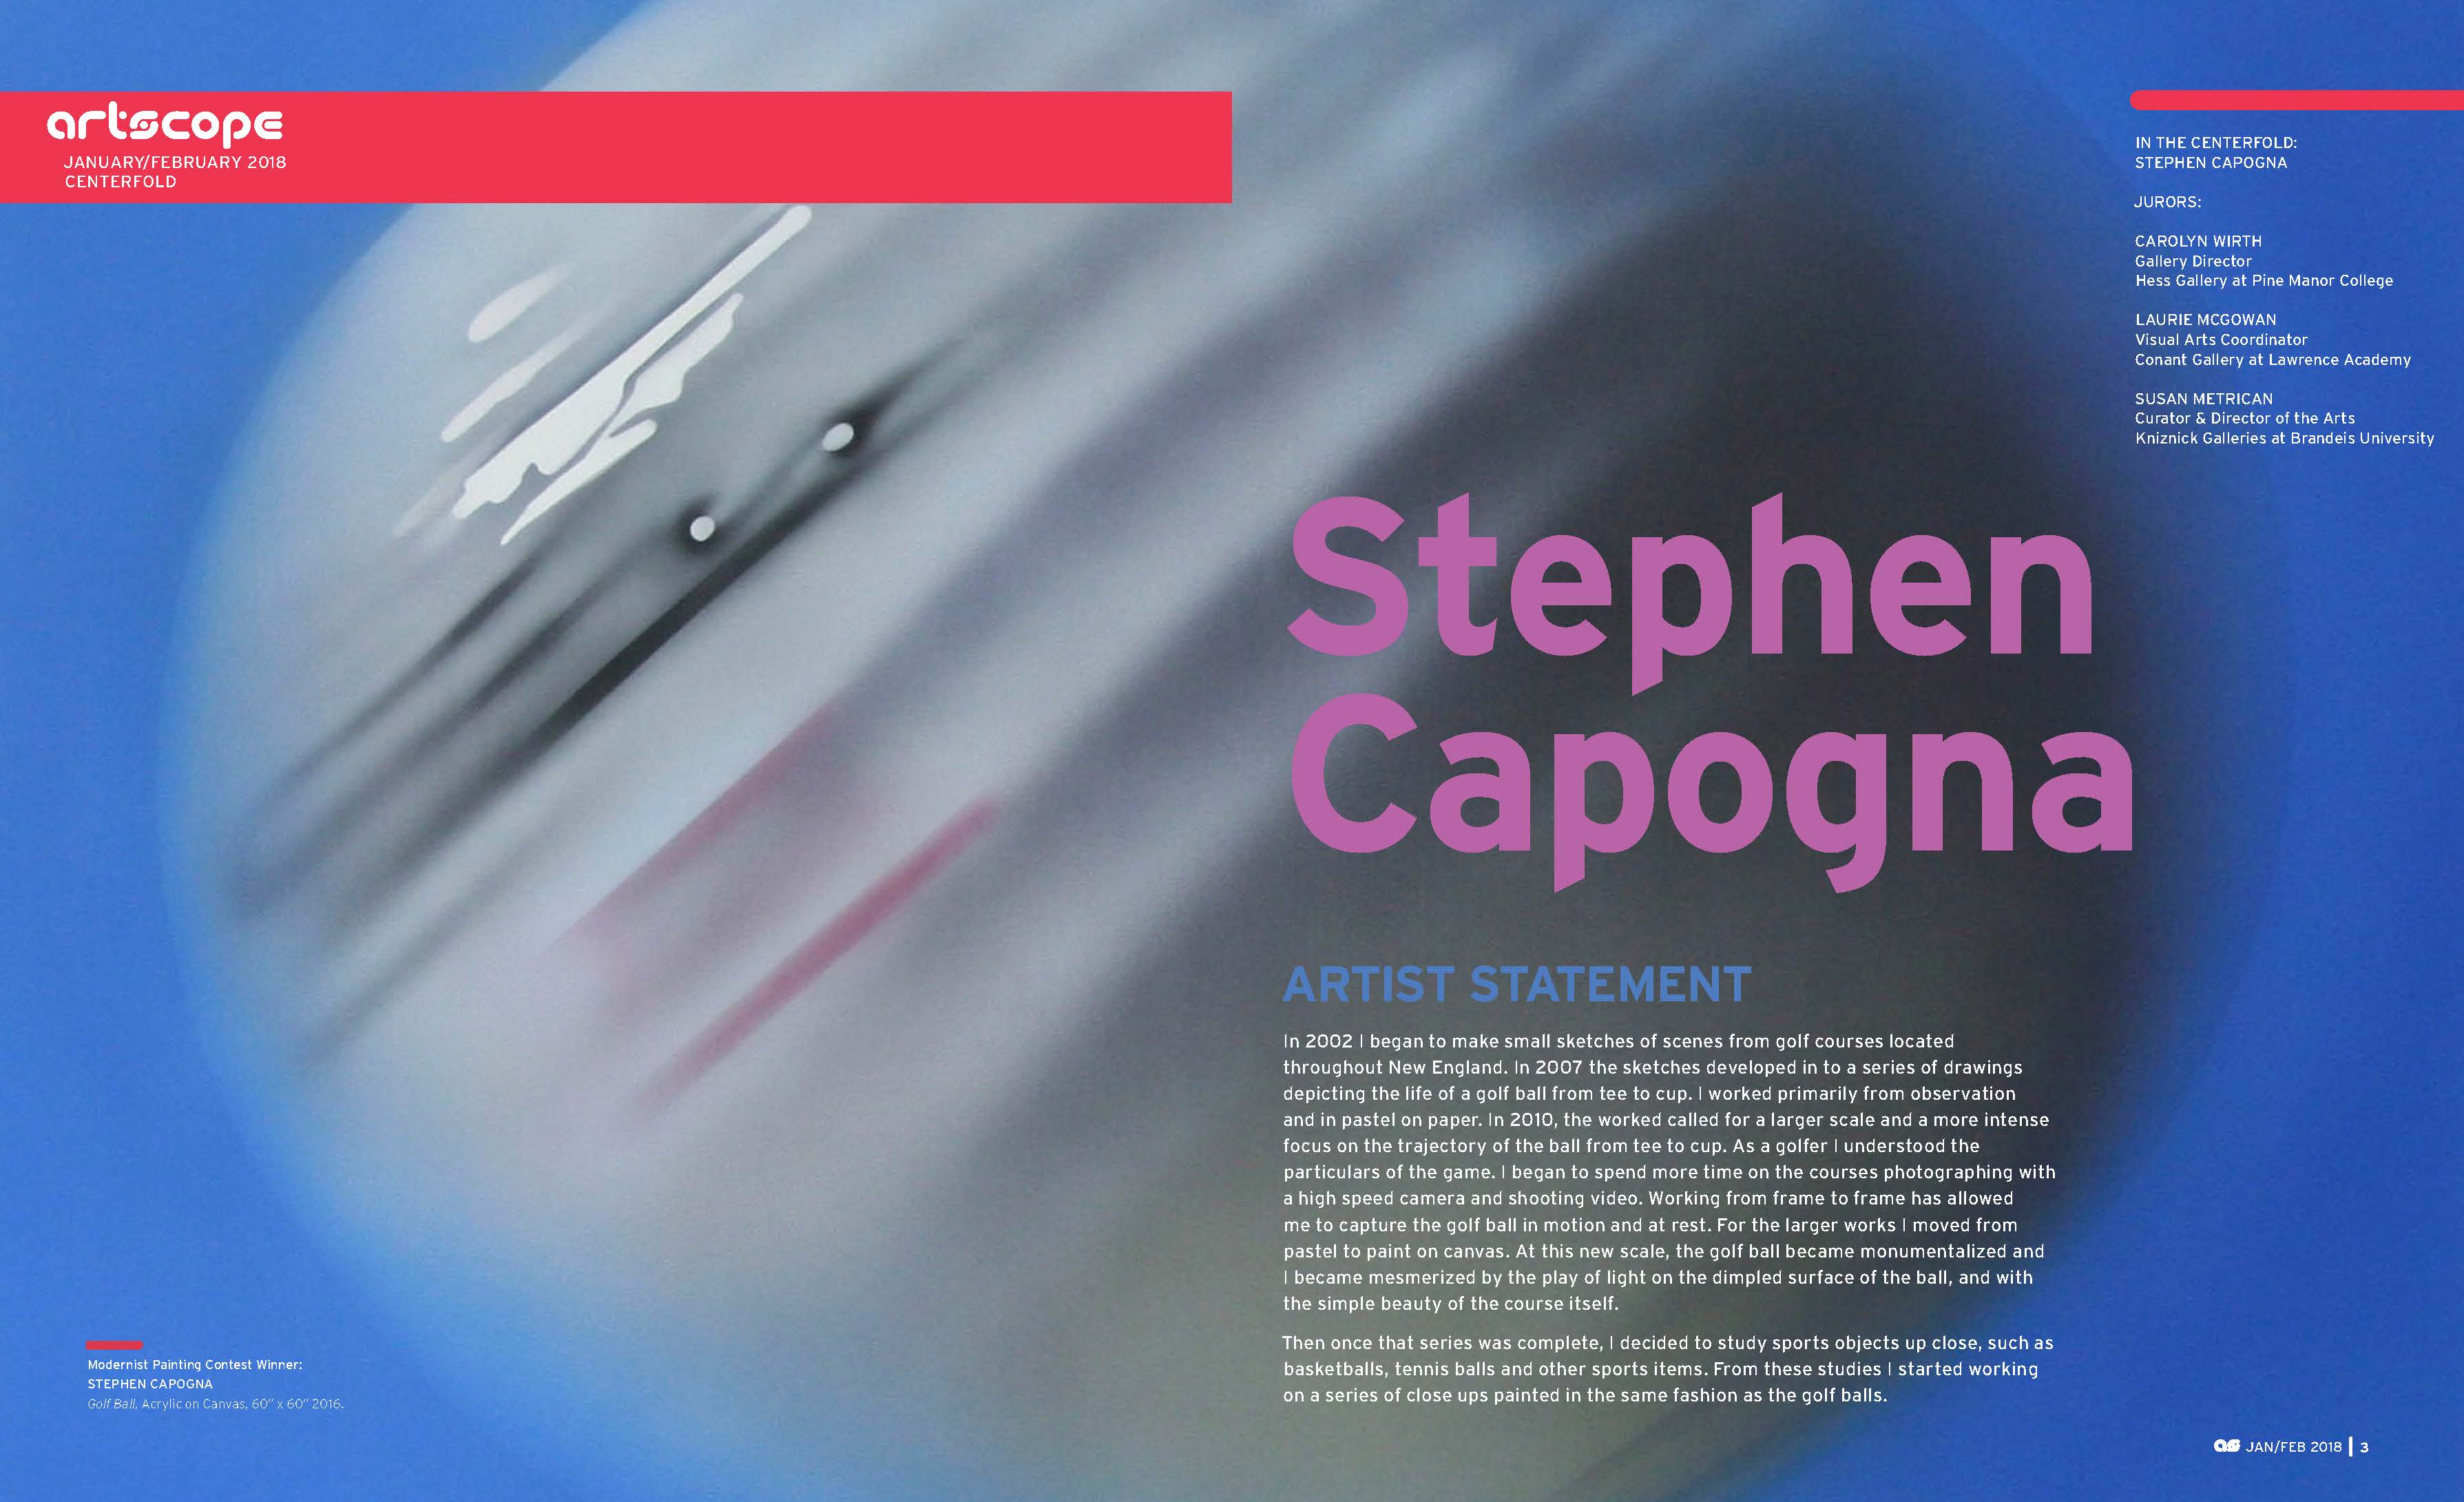 artscope
JANUARY/FEBRUARY 2018
CENTERFOLD
IN THE CENTERFOLD:
STEPHEN CAPOGNA
JURORS:
CAROLYN WIRTH
Gallery Director
Hess Gallery at Pine Manor College
LAURIE MCGOWAN
Visual Arts Coordinator
Conant Gallery at Lawrence Academy
SUSAN METRICAN
Curator & Director of the Arts
Kniznick Galleries at Brandeis University
Stephen
Capogna
ARTIST STATEMENT
In 2002 I began to make small sketches of scenes from golf courses located
throughout New England. In 2007 the sketches developed in to a series of drawings
depicting the life of a golf ball from tee to cup. I worked primarily from observation
and in pastel on paper. In 2010, the worked called for a larger scale and a more intense
focus on the trajectory of the ball from tee to cup. As a golfer I understood the
particulars of the game. I began to spend more time on the courses photographing with
a high speed camera and shooting video. Working from frame to frame has allowed
me to capture the golf ball in motion and at rest. For the larger works I moved from
pastel to paint on canvas. At this new scale, the golf ball became monumentalized and
I became mesmerized by the play of light on the dimpled surface of the ball, and with
the simple beauty of the course itself.
Then once that series was complete, I decided to study sports objects up close, such as
basketballs, tennis balls and other sports items. From these studies I started working
on a series of close ups painted in the same fashion as the golf balls.
Modernist Painting Contest Winner:
STEPHEN CAPOGNA
Golf Ball, Acrylic on Canvas, 60" x 60" 2016.
as JAN/FEB 2018 | 3